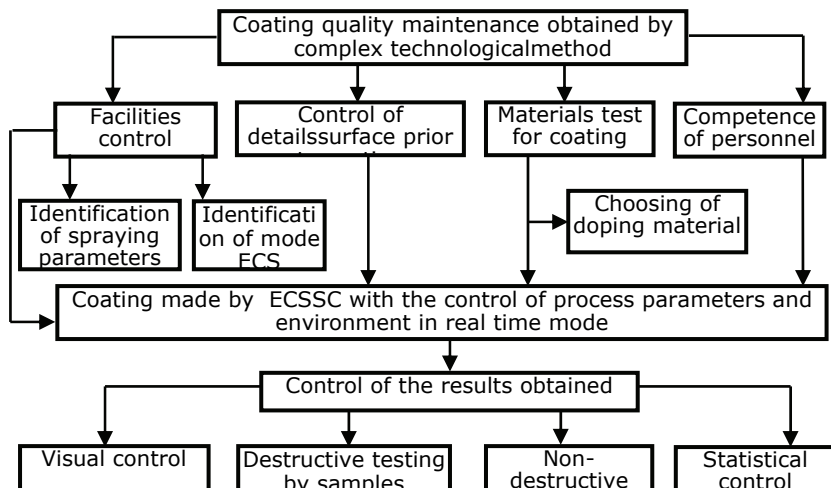 Coating quality maintenance obtained by
complex technologicalmethod
Facilities
control
Control of
detailssurface prior
Materials test
for coating
Competence
of personnel
Identification
of spraying
parameters
Identificati
on of mode
ECS
Choosing of
doping material
Coating made by ECSSC with the control of process parameters and
environment in real time mode
Control of the results obtained
Visual control
Destructive testing
by samples
Non-
destructive
Statistical
control